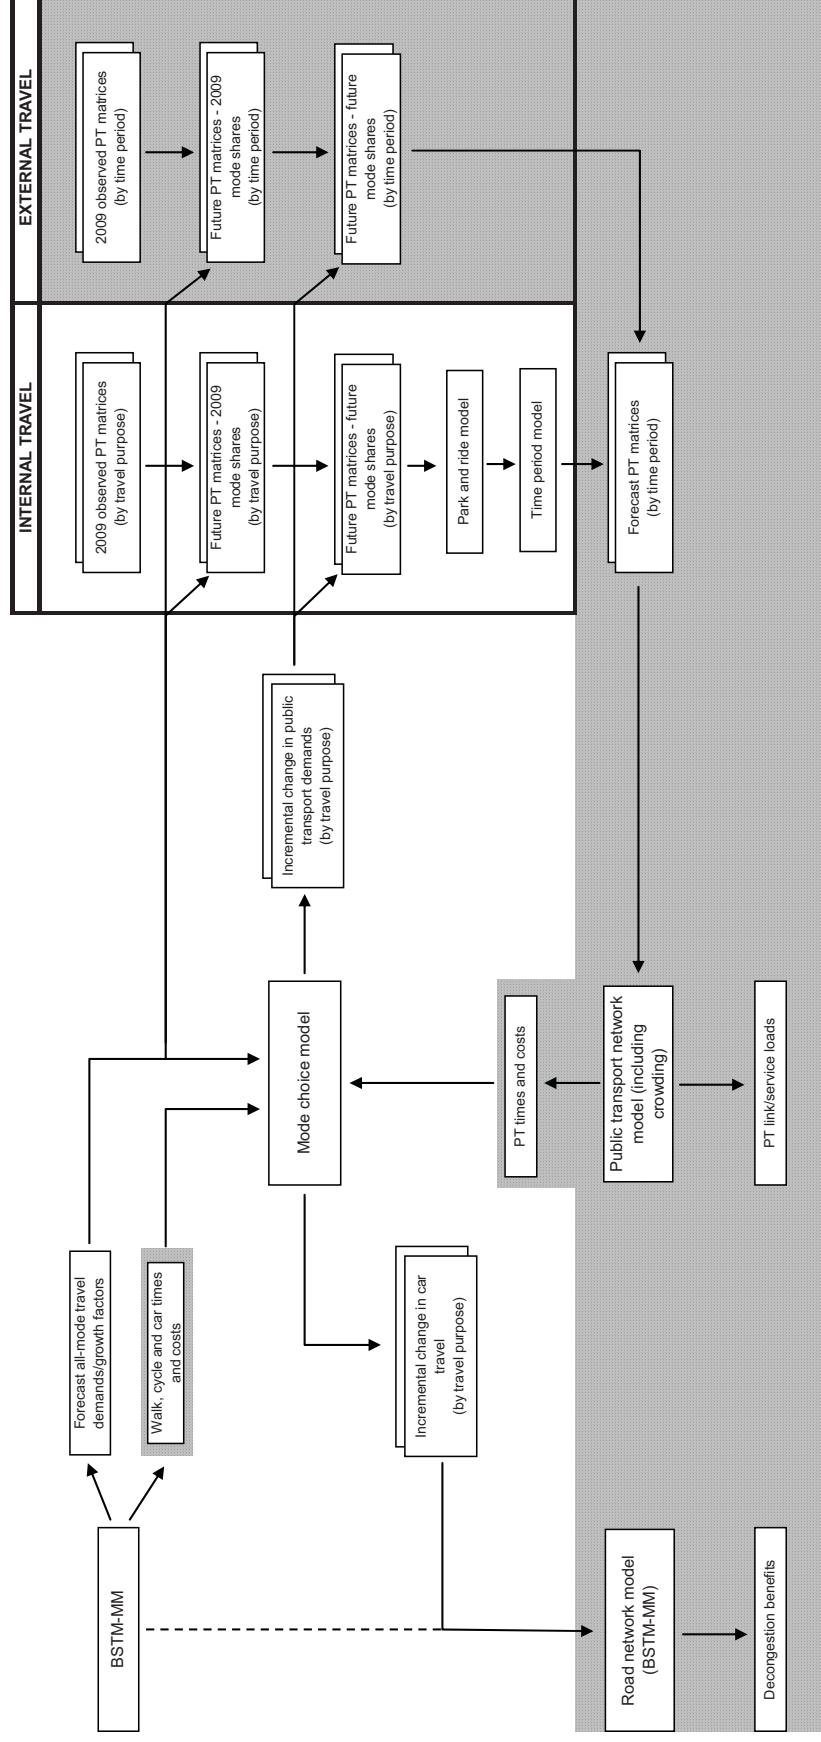 BSTM-MM
Forecast all-mode travel
demands/growth factors
Walk, cycle and car times
and costs
Mode choice model
Incremental change in car
travel
(by travel purpose)
Road network model
(BSTM-MM)
Decongestion benefits
Incremental change in public
transport demands
(by travel purpose)
PT times and costs
Public transport network
model (including
crowding)
PT link/service loads
INTERNAL TRAVEL
2009 observed PT matrices
(by travel purpose)
Future PT matrices - 2009
mode shares
(by travel purpose)
Future PT matrices - future
mode shares
(by travel purpose)
Park and ride model
Time period model
Forecast PT matrices
(by time period)
EXTERNAL TRAVEL
2009 observed PT matrices
(by time period)
Future PT matrices - 2009
mode shares
(by time period)
Future PT matrices - future
mode shares
(by time period)